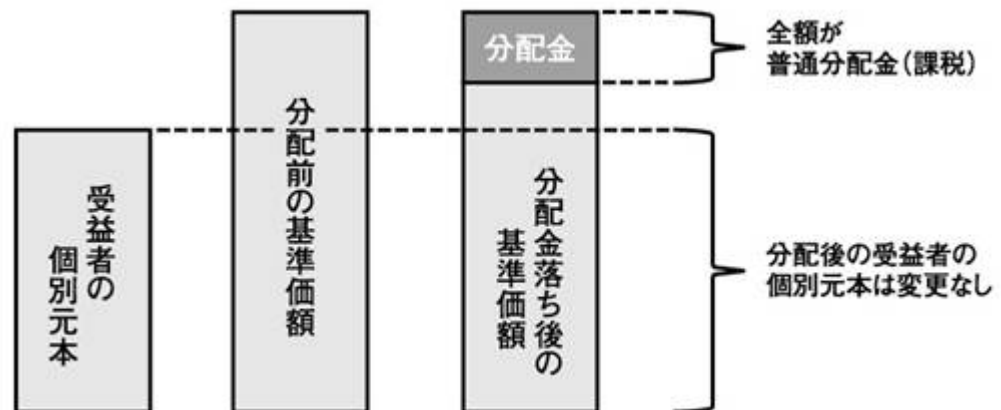 受益者の
個別元本
分配前の基準価額
分配金
分配金落ち後の
基準価額
全額が
普通分配金(課税)
分配後の受益者の
個別元本は変更なし